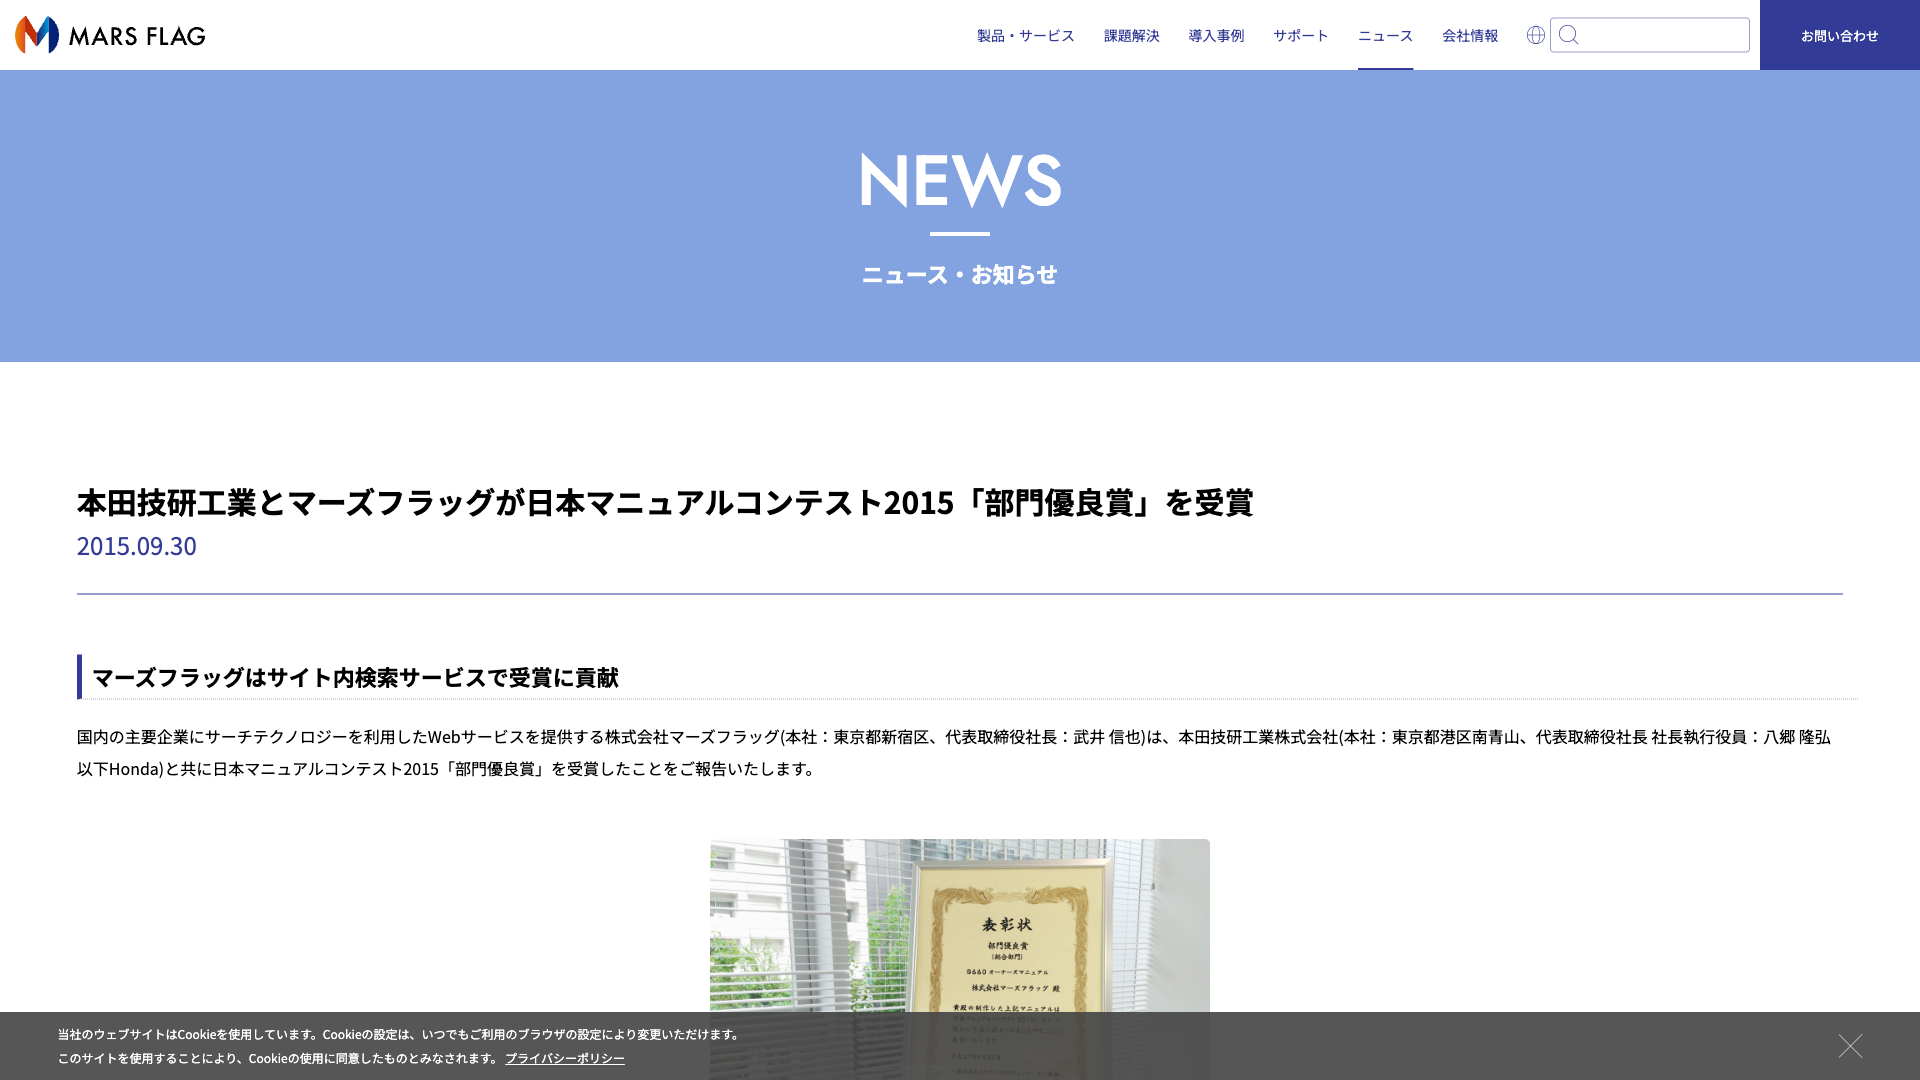 MARS FLAG
製品・サービス
課題解決
導入事例
サポート
ニュース
会社情報
お問い合わせ
NEWS
ニュース・お知らせ
本田技研工業とマーズフラッグが日本マニュアルコンテスト2015「部門優良賞」を受賞
2015.09.30
マーズフラッグはサイト内検索サービスで受賞に貢献
国内の主要企業にサーチテクノロジーを利用したWebサービスを提供する株式会社マーズフラッグ(本社：東京都新宿区、代表取締役社長：武井 信也)は、本田技研工業株式会社(本社：東京都港区南青山、代表取締役社長 社長執行役員：八郷 隆弘
以下Honda)と共に日本マニュアルコンテスト2015「部門優良賞」を受賞したことをご報告いたします。
表彰状
部門優良賞
(総合部門)
S660 オーナーズマニュアル
株式会社マーズフラッグ 殿
貴殿の制作した上記マニュアルは
当社のウェブサイトはCookieを使用しています。Cookieの設定は、いつでもご利用のブラウザの設定により変更いただけます。
このサイトを使用することにより、Cookieの使用に同意したものとみなされます。 プライバシーポリシー